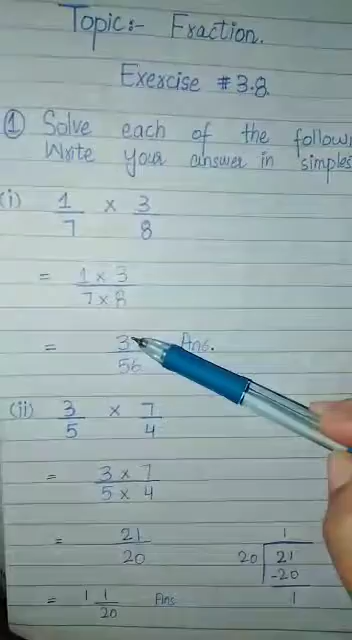 Topic:- Fraction.
Exercise # 3.8.
① Solve each of the
Write your answer in
(i) 1/7 × 3/8
= 1 × 3 / 7 × 8
= 3/56 Ans.
(ii) 3/5 × 7/4
= 3 × 7 / 5 × 4
= 21/20
= 1 1/20 Ans
1
20 21
-20
1